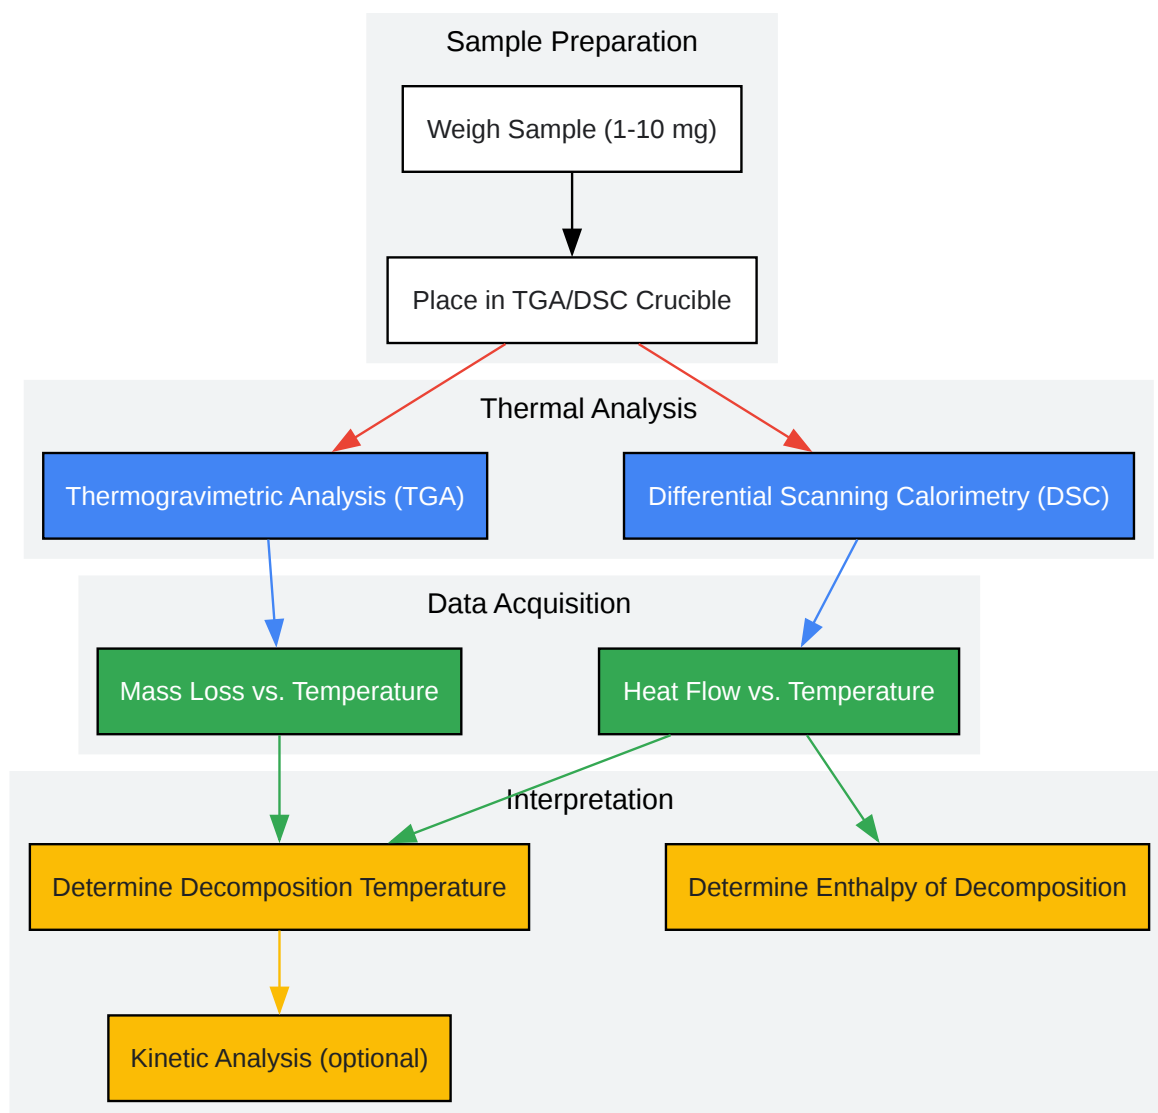 Sample Preparation
Weigh Sample (1-10 mg)
Place in TGA/DSC Crucible
Thermal Analysis
Thermogravimetric Analysis (TGA)
Differential Scanning Calorimetry (DSC)
Data Acquisition
Mass Loss vs. Temperature
Heat Flow vs. Temperature
Interpretation
Determine Decomposition Temperature
Determine Enthalpy of Decomposition
Kinetic Analysis (optional)